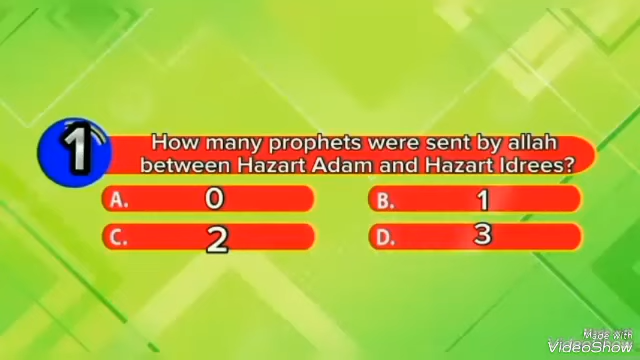 1
How many prophets were sent by allah
between Hazart Adam and Hazart Idrees?
A. 0
B. 1
C. 2
D. 3
Made with
VideoShow